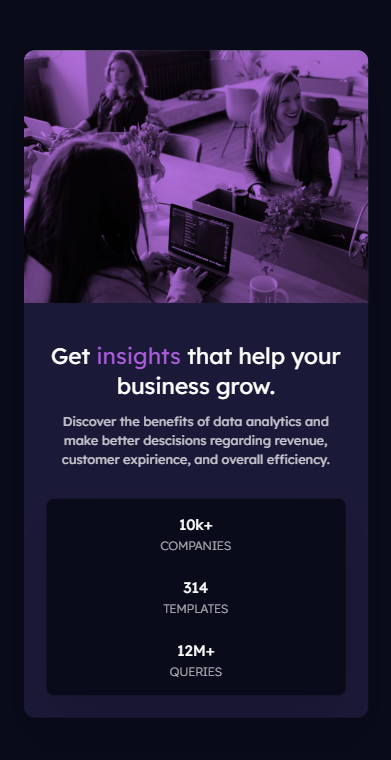 Get insights that help your
business grow.
Discover the benefits of data analytics and
make better descisions regarding revenue,
customer expirience, and overall efficiency.
10k+
COMPANIES
314
TEMPLATES
12M+
QUERIES